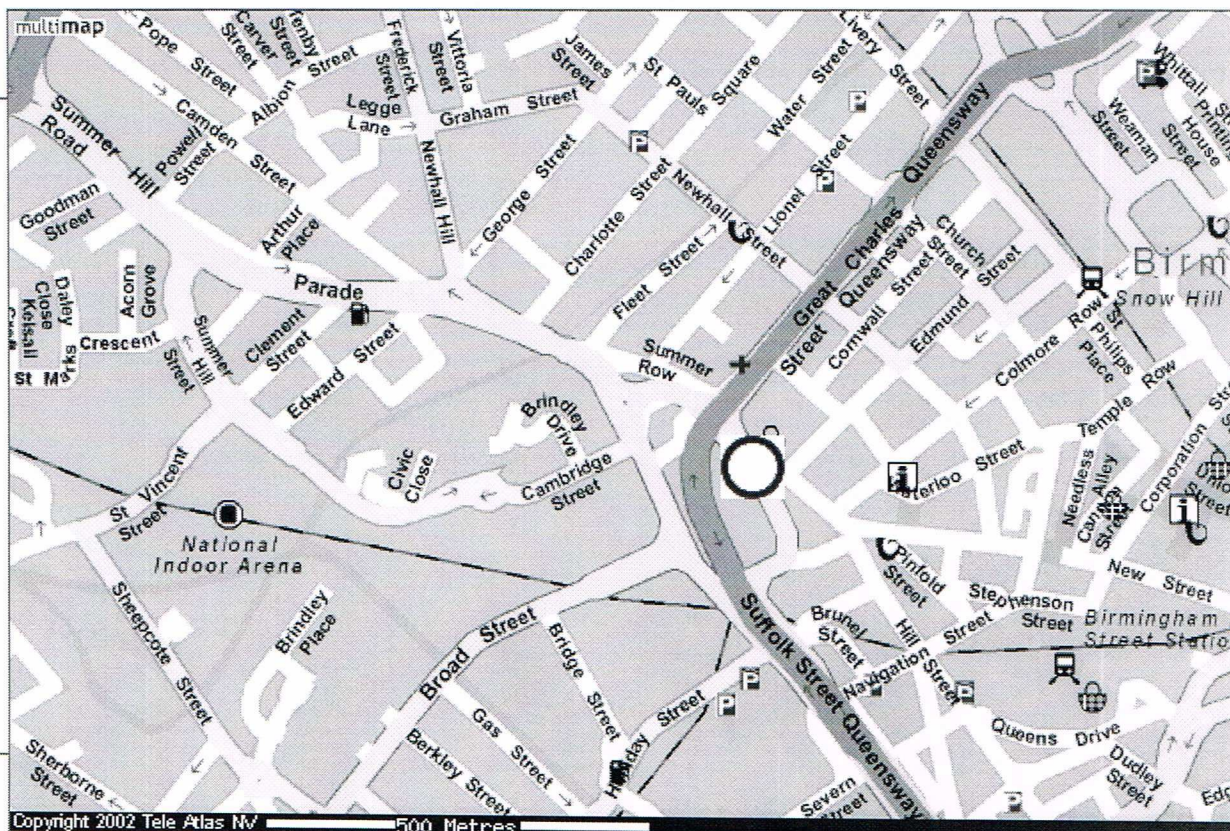 multimap
Pope Street
Carver Street
Albion Street
Frederick Street
Vittoria Street
James Street
St Pauls Square
Water Street
Livery Street
Whittall
Printing House
Weaman Street
Summer Hill Road
Camden Street
Powell Street
Legge Lane
Graham Street
Newhall Hill
George Street
Charlotte Street
Newhall Street
Lionel Street
Fleet Street
Great Charles Street Queensway
Queensway
Church Street
Cornwall Street
Edmund Street
Colmore Row
St Philips Place
Temple Row
Snow Hill
Goodman Street
Arthur Place
Parade
Acorn Grove
Daley Close
Kelsall
St Marks Crescent
Summer Hill Street
Clement Street
Edward Street
Summer Row
Brindley Drive
Civic Close
Cambridge Street
St Vincent Street
National
Indoor Arena
Waterloo Street
Needless Alley
Cannon Street
Corporation
Street
New Street
Pinfold Street
Stephenson Street
Birmingham
Brunel Street
Hill Street
Navigation Street
Suffolk Street Queensway
Sheepcote Street
Brindley Place
Broad Street
Bridge Street
Gas Street
Berkley Street
Holliday Street
Severn Street
Queens Drive
Dudley Street
Sherborne Street
Copyright 2002 Tele Atlas NV
500 Metres